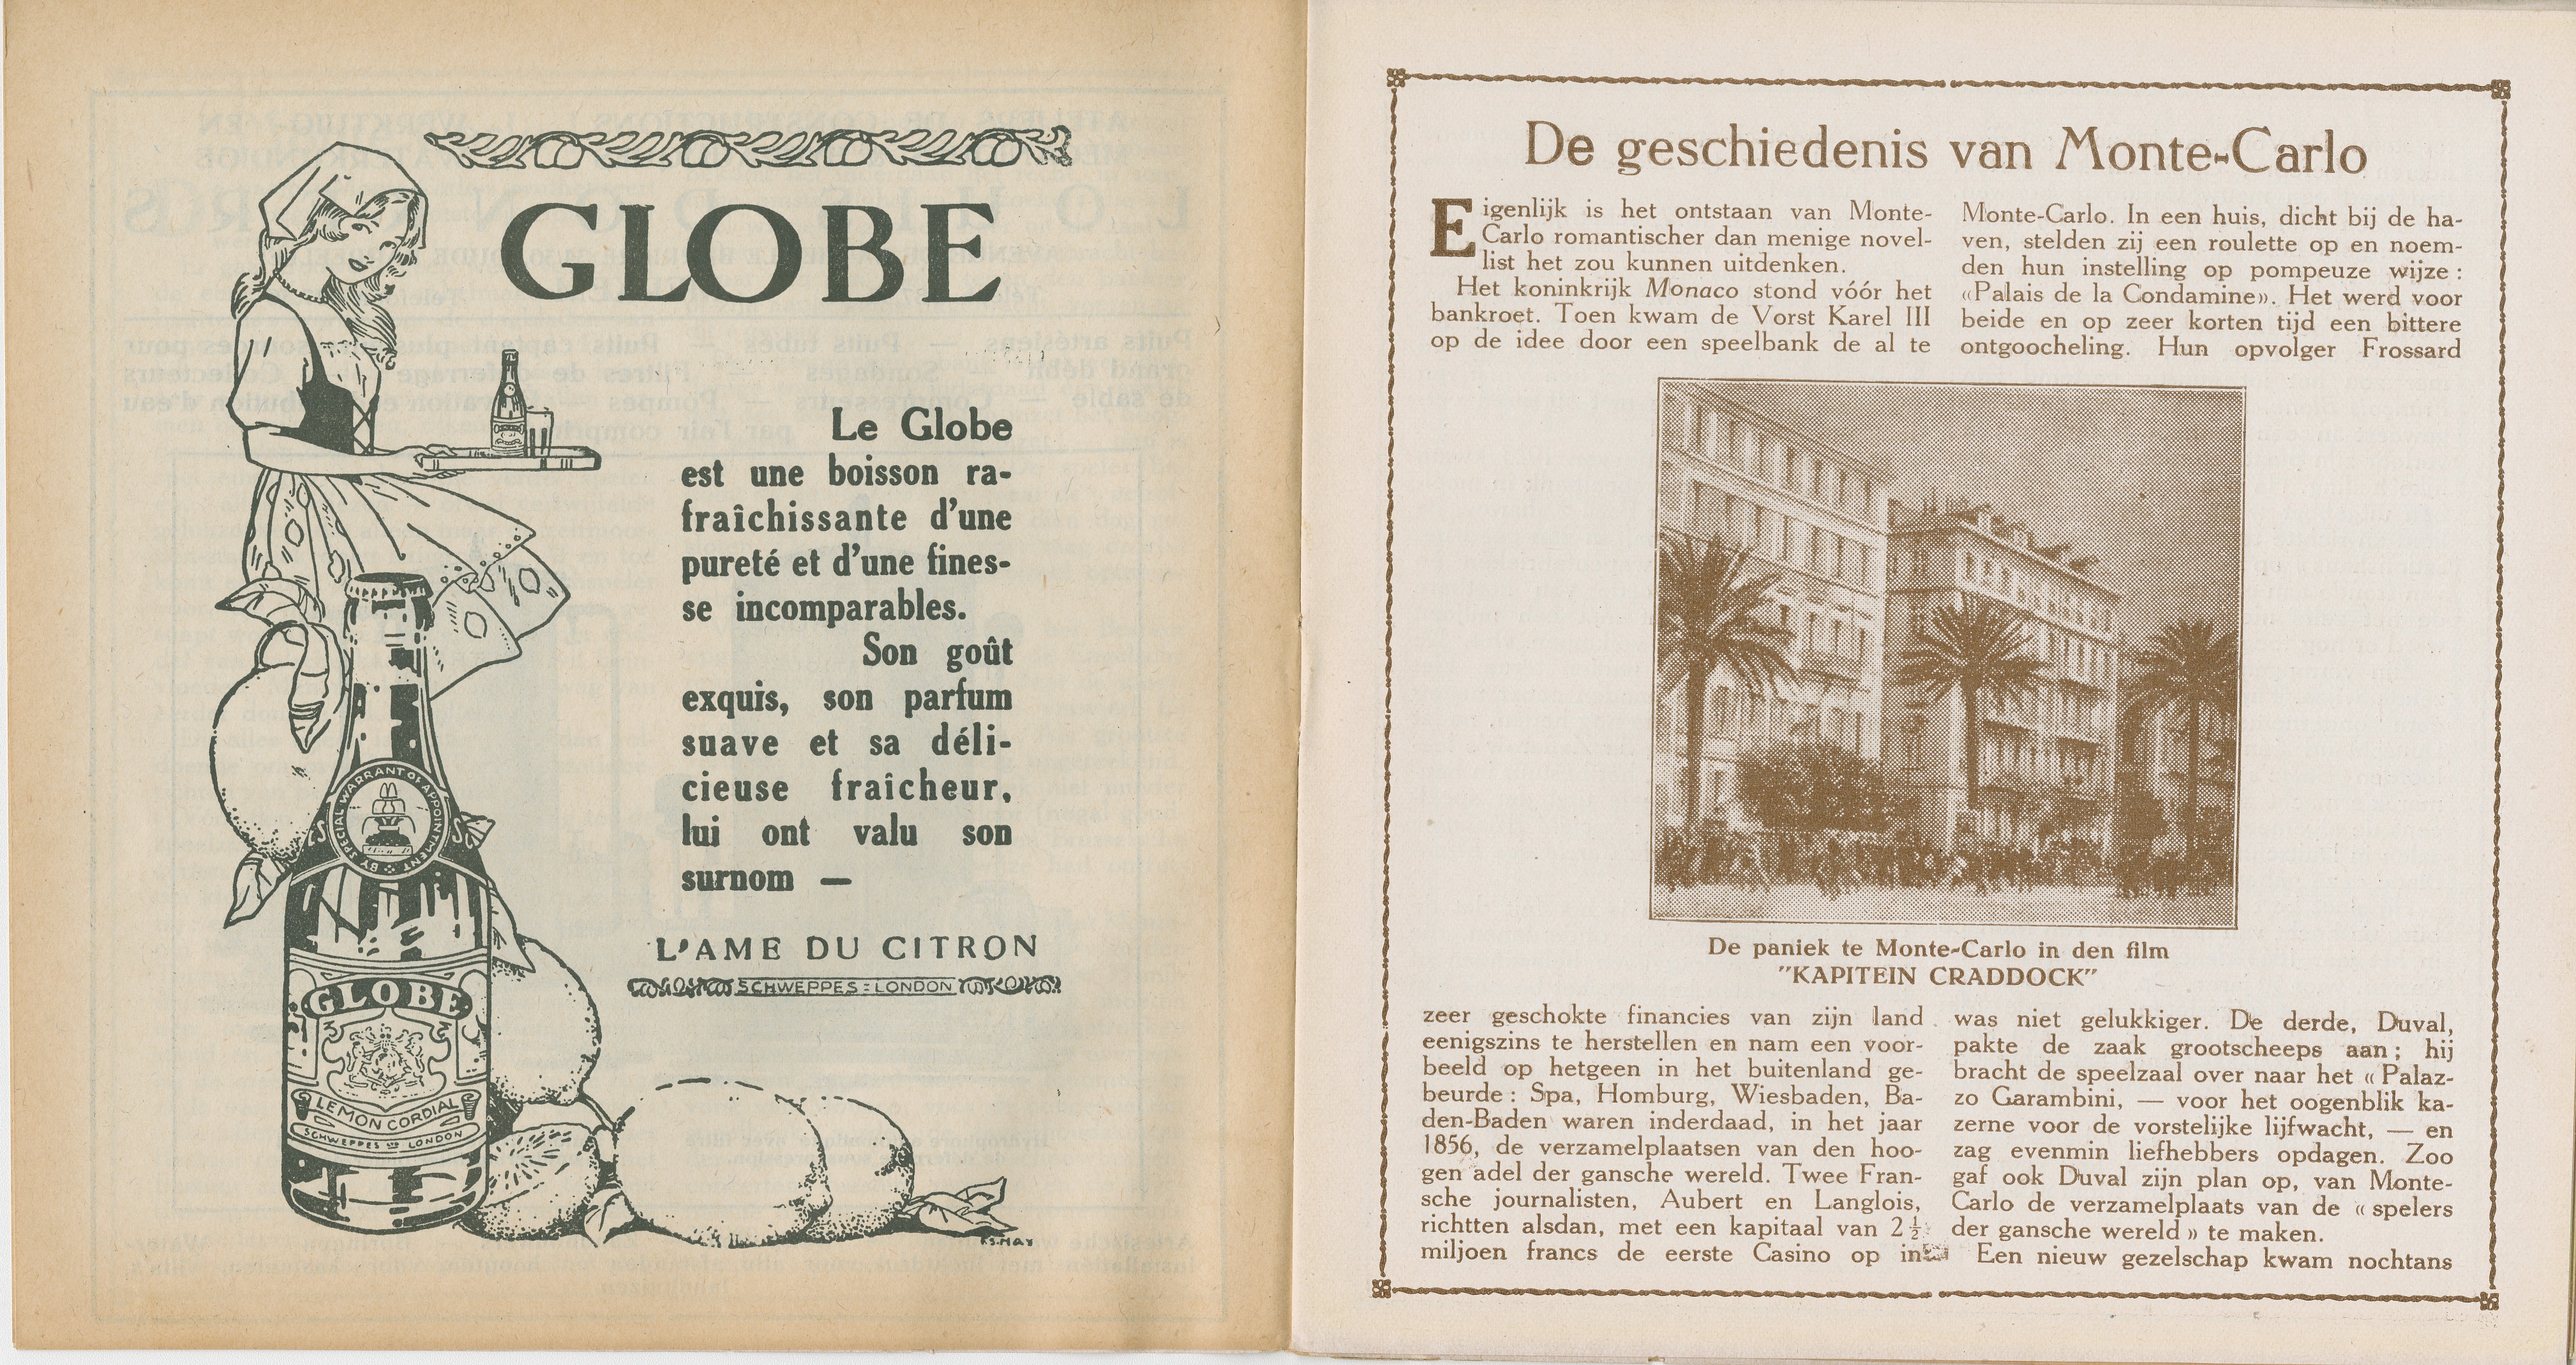 GLOBE
Le Globe
est une boisson ra-
fraîchissante d'une
pureté et d'une fines-
se incomparables.
Son goût
exquis, son parfum
suave et sa déli-
cieuse fraîcheur,
lui ont valu son
surnom —
L'AME DU CITRON
SCHWEPPES = LONDON
BY SPECIAL WARRANT OF APPOINTMENT
GLOBE
LEMON CORDIAL
SCHWEPPES LTD LONDON
De geschiedenis van Monte-Carlo
Eigenlijk is het ontstaan van Monte-
Carlo romantischer dan menige novel-
list het zou kunnen uitdenken.
Het koninkrijk Monaco stond vóór het
bankroet. Toen kwam de Vorst Karel III
op de idee door een speelbank de al te
zeer geschokte financies van zijn land
eenigszins te herstellen en nam een voor-
beeld op hetgeen in het buitenland ge-
beurde : Spa, Homburg, Wiesbaden, Ba-
den-Baden waren inderdaad, in het jaar
1856, de verzamelplaatsen van den hoo-
gen adel der gansche wereld. Twee Fran-
sche journalisten, Aubert en Langlois,
richtten alsdan, met een kapitaal van 2 ½
miljoen francs de eerste Casino op in
Monte-Carlo. In een huis, dicht bij de ha-
ven, stelden zij een roulette op en noem-
den hun instelling op pompeuze wijze :
«Palais de la Condamine». Het werd voor
beide en op zeer korten tijd een bittere
ontgoocheling. Hun opvolger Frossard
was niet gelukkiger. De derde, Duval,
pakte de zaak grootscheeps aan ; hij
bracht de speelzaal over naar het « Palaz-
zo Garambini, — voor het oogenblik ka-
zerne voor de vorstelijke lijfwacht, — en
zag evenmin liefhebbers opdagen. Zoo
gaf ook Duval zijn plan op, van Monte-
Carlo de verzamelplaats van de « spelers
der gansche wereld » te maken.
Een nieuw gezelschap kwam nochtans
De paniek te Monte-Carlo in den film
"KAPITEIN CRADDOCK"